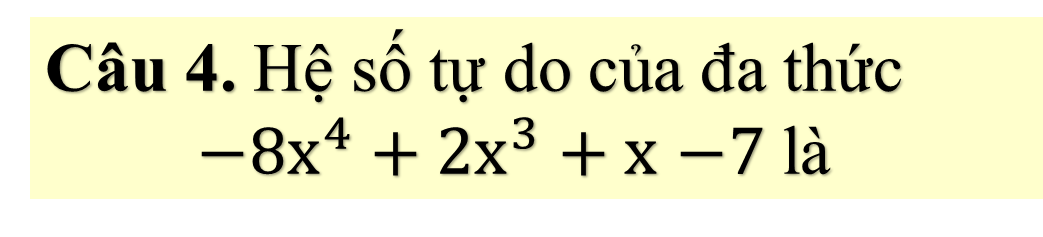 Câu 4. Hệ số tự do của đa thức
−8x⁴ + 2x³ + x −7 là